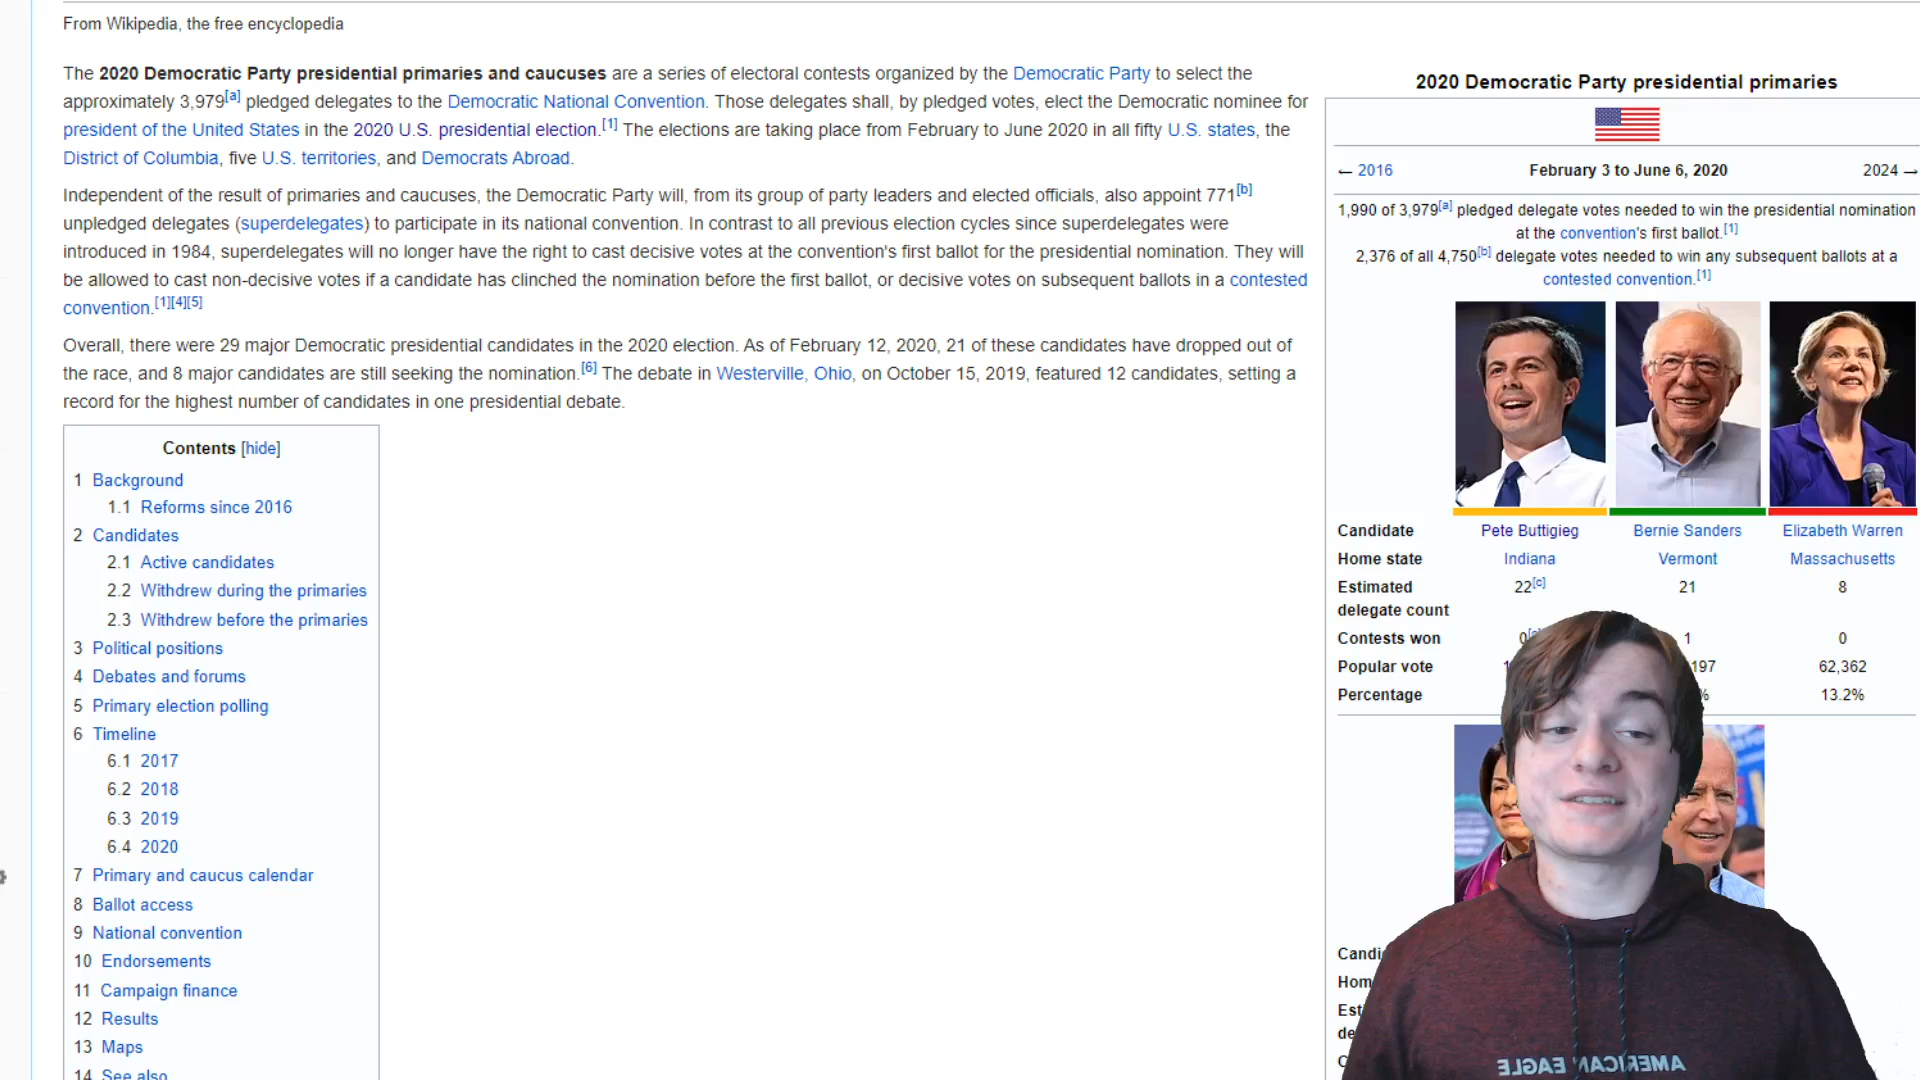 From Wikipedia, the free encyclopedia
The 2020 Democratic Party presidential primaries and caucuses are a series of electoral contests organized by the Democratic Party to select the
approximately 3,979[a] pledged delegates to the Democratic National Convention. Those delegates shall, by pledged votes, elect the Democratic nominee for
president of the United States in the 2020 U.S. presidential election.[1] The elections are taking place from February to June 2020 in all fifty U.S. states, the
District of Columbia, five U.S. territories, and Democrats Abroad.
Independent of the result of primaries and caucuses, the Democratic Party will, from its group of party leaders and elected officials, also appoint 771[b]
unpledged delegates (superdelegates) to participate in its national convention. In contrast to all previous election cycles since superdelegates were
introduced in 1984, superdelegates will no longer have the right to cast decisive votes at the convention's first ballot for the presidential nomination. They will
be allowed to cast non-decisive votes if a candidate has clinched the nomination before the first ballot, or decisive votes on subsequent ballots in a contested
convention.[1][4][5]
Overall, there were 29 major Democratic presidential candidates in the 2020 election. As of February 12, 2020, 21 of these candidates have dropped out of
the race, and 8 major candidates are still seeking the nomination.[6] The debate in Westerville, Ohio, on October 15, 2019, featured 12 candidates, setting a
record for the highest number of candidates in one presidential debate.
Contents [hide]
1 Background
1.1 Reforms since 2016
2 Candidates
2.1 Active candidates
2.2 Withdrew during the primaries
2.3 Withdrew before the primaries
3 Political positions
4 Debates and forums
5 Primary election polling
6 Timeline
6.1 2017
6.2 2018
6.3 2019
6.4 2020
7 Primary and caucus calendar
8 Ballot access
9 National convention
10 Endorsements
11 Campaign finance
12 Results
13 Maps
14 See also
2020 Democratic Party presidential primaries
← 2016 February 3 to June 6, 2020 2024 →
1,990 of 3,979[a] pledged delegate votes needed to win the presidential nomination
at the convention's first ballot.[1]
2,376 of all 4,750[b] delegate votes needed to win any subsequent ballots at a
contested convention.[1]
Candidate Pete Buttigieg Bernie Sanders Elizabeth Warren
Home state Indiana Vermont Massachusetts
Estimated 22[c] 21 8
delegate count
Contests won 0 1 0
Popular vote 197 62,362
Percentage % 13.2%
AMERICAN EAGLE